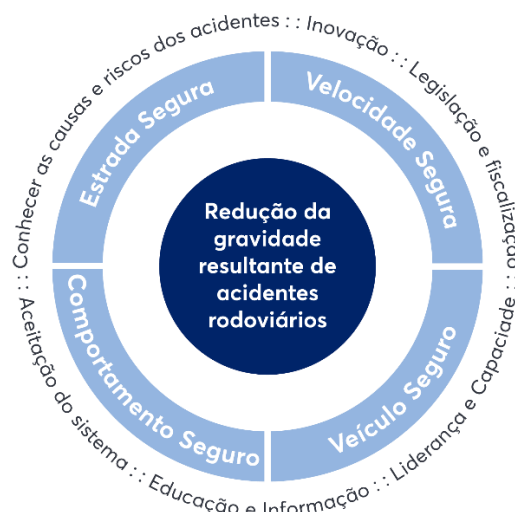 Conhecer as causas e riscos dos acidentes : : Inovação : : Legislação e fiscalização : : Liderança e Capaciade : : Educação e Informação : : Aceitação do sistema : :
Estrada Segura
Velocidade Segura
Redução da
gravidade
resultante de
acidentes
rodoviários
Comportamento Seguro
Veículo Seguro